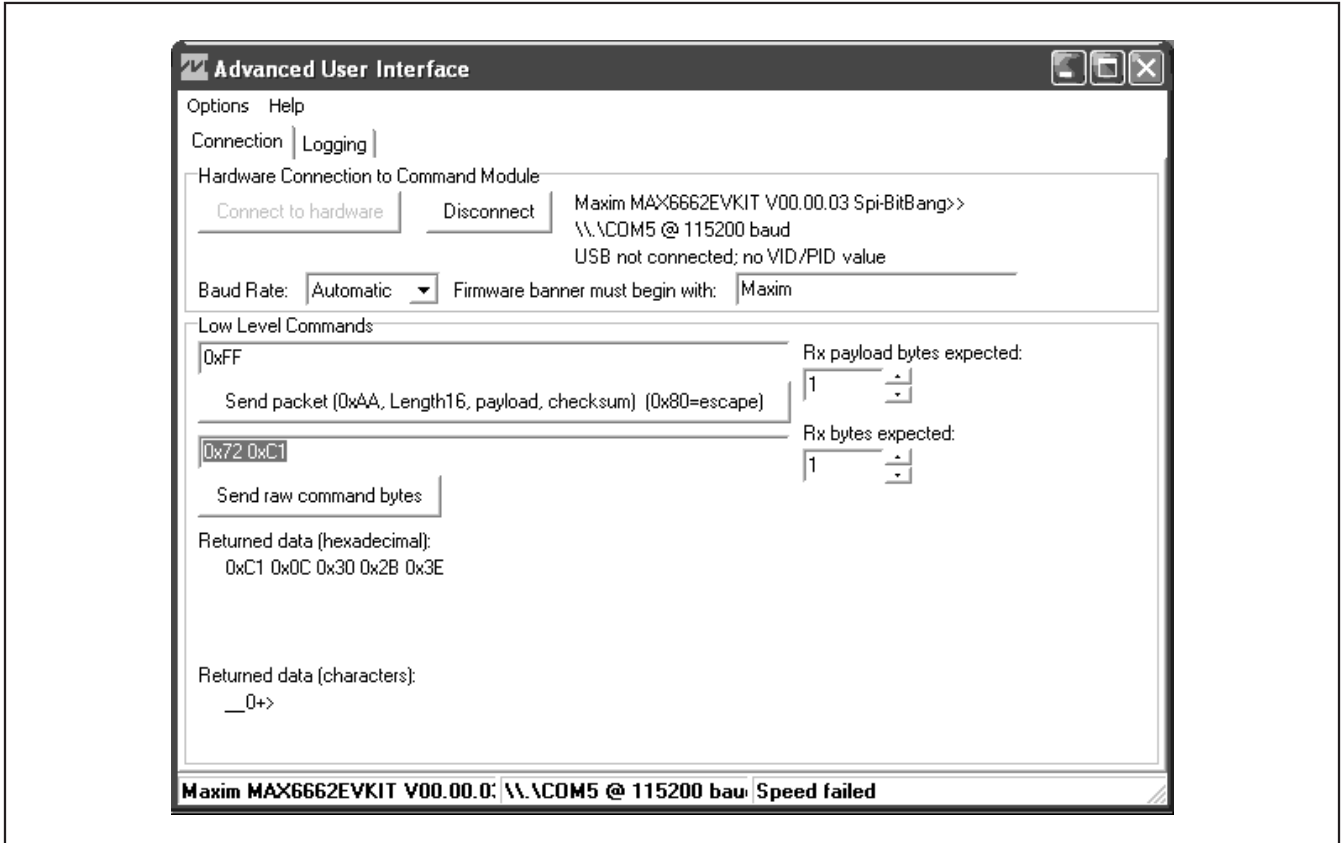 Advanced User Interface
Options Help
Connection Logging
Hardware Connection to Command Module
Connect to hardware Disconnect Maxim MAX6662EVKIT V00.00.03 Spi-BitBang>>
\\.\COM5 @ 115200 baud
USB not connected; no VID/PID value
Baud Rate: Automatic Firmware banner must begin with: Maxim
Low Level Commands
0xFF Rx payload bytes expected:
1
Send packet (0xAA, Length16, payload, checksum) (0x80=escape)
0x72 0xC1 Rx bytes expected:
1
Send raw command bytes
Returned data (hexadecimal):
0xC1 0x0C 0x30 0x2B 0x3E
Returned data (characters):
__0+>
Maxim MAX6662EVKIT V00.00.0 \\.\COM5 @ 115200 bau Speed failed